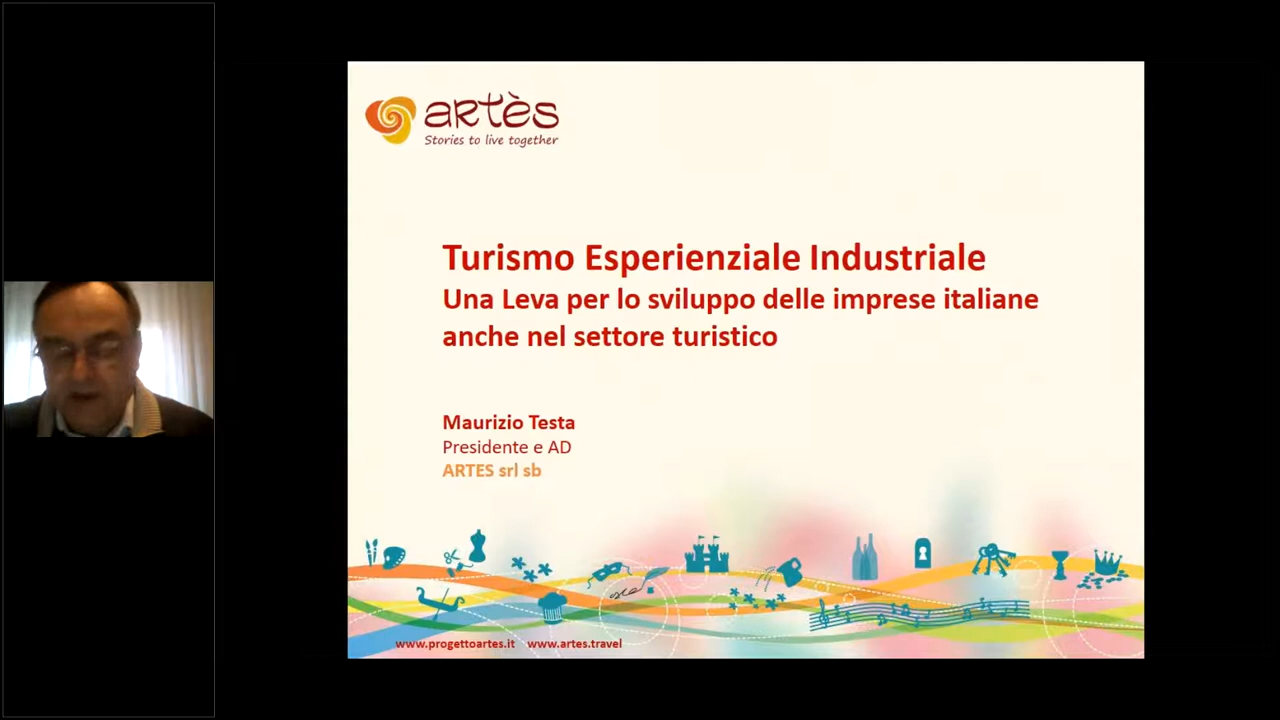 artès
Stories to live together
Turismo Esperienziale Industriale
Una Leva per lo sviluppo delle imprese italiane
anche nel settore turistico
Maurizio Testa
Presidente e AD
ARTES srl sb
www.progettoartes.it www.artes.travel